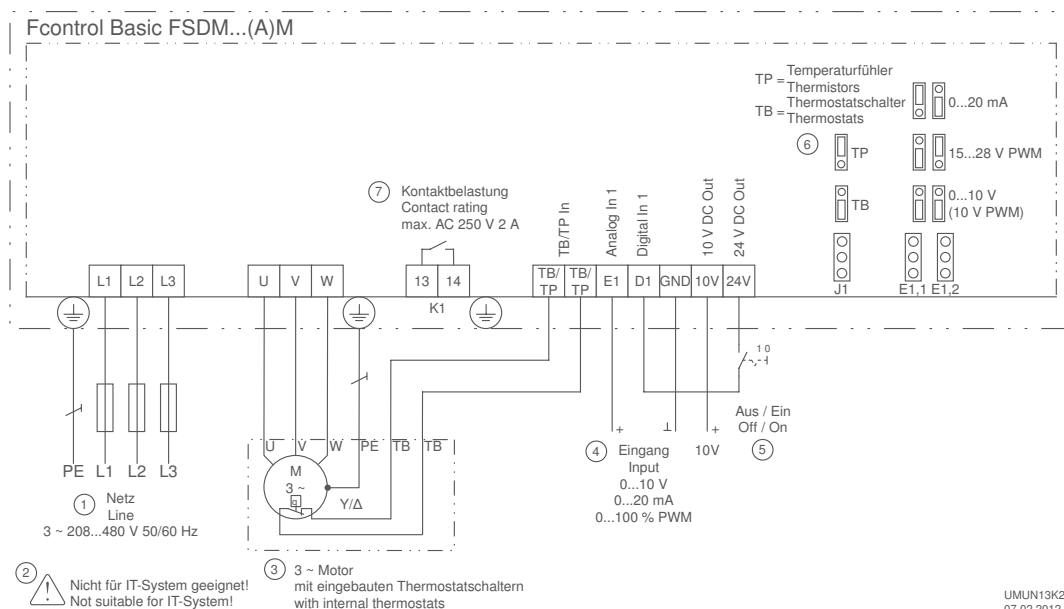 Fcontrol Basic FSDM...(A)M
TP = Temperaturfühler
Thermistors
TB = Thermostatschalter
Thermostats
6
0...20 mA
TP
15...28 V PWM
TB
0...10 V
(10 V PWM)
J1
E1,1 E1,2
7
Kontaktbelastung
Contact rating
max. AC 250 V 2 A
TB/TP In
Analog In 1
Digital In 1
10 V DC Out
24 V DC Out
L1 L2 L3
U V W
13 14
K1
TB/TP TB/TP E1 D1 GND 10V 24V
1 0
Aus / Ein
Off / On
5
PE L1 L2 L3
1
Netz
Line
3 ~ 208...480 V 50/60 Hz
U V W PE TB TB
M
3 ~
Y/Δ
4
+ ⊥ +
Eingang
Input
0...10 V
0...20 mA
0...100 % PWM
10V
2
Nicht für IT-System geeignet!
Not suitable for IT-System!
3
3 ~ Motor
mit eingebauten Thermostatschaltern
with internal thermostats